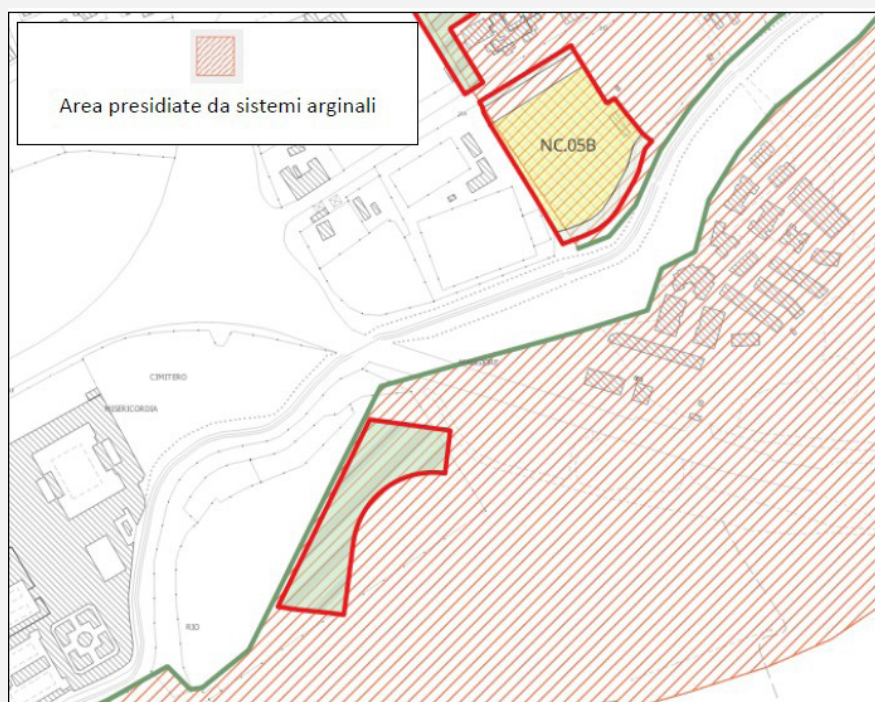 Area presidiate da sistemi arginali
NC.05B
CIMITERO
MISERICORDIA
RIO